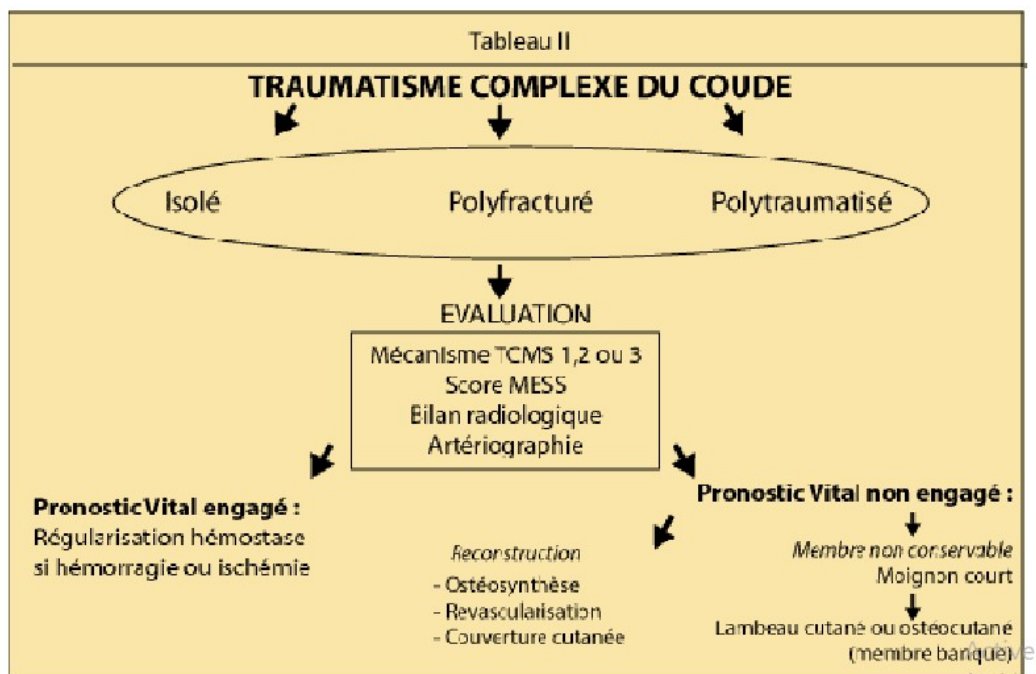 Tableau II
TRAUMATISME COMPLEXE DU COUDE
Isolé Polyfracturé Polytraumatisé
EVALUATION
Mécanisme TCMS 1,2 ou 3
Score MESS
Bilan radiologique
Artériographie
Pronostic Vital engagé :
Régularisation hémostase
si hémorragie ou ischémie
Reconstruction
- Ostéosynthèse
- Revascularisation
- Couverture cutanée
Pronostic Vital non engagé :
Membre non conservable
Moignon court
Lambeau cutané ou ostéocutané
(membre banque)
Active